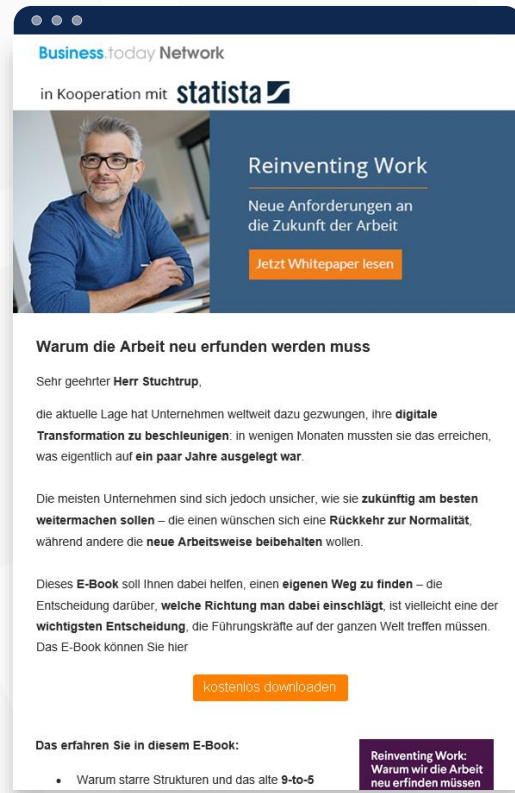 Business.today Network
in Kooperation mit statista
Reinventing Work
Neue Anforderungen an
die Zukunft der Arbeit
Jetzt Whitepaper lesen
Warum die Arbeit neu erfunden werden muss
Sehr geehrter Herr Stuchtrup,
die aktuelle Lage hat Unternehmen weltweit dazu gezwungen, ihre digitale
Transformation zu beschleunigen: in wenigen Monaten mussten sie das erreichen,
was eigentlich auf ein paar Jahre ausgelegt war.
Die meisten Unternehmen sind sich jedoch unsicher, wie sie zukünftig am besten
weitermachen sollen – die einen wünschen sich eine Rückkehr zur Normalität,
während andere die neue Arbeitsweise beibehalten wollen.
Dieses E-Book soll Ihnen dabei helfen, einen eigenen Weg zu finden – die
Entscheidung darüber, welche Richtung man dabei einschlägt, ist vielleicht eine der
wichtigsten Entscheidung, die Führungskräfte auf der ganzen Welt treffen müssen.
Das E-Book können Sie hier
kostenlos downloaden
Das erfahren Sie in diesem E-Book:
• Warum starre Strukturen und das alte 9-to-5
Reinventing Work:
Warum wir die Arbeit
neu erfinden müssen